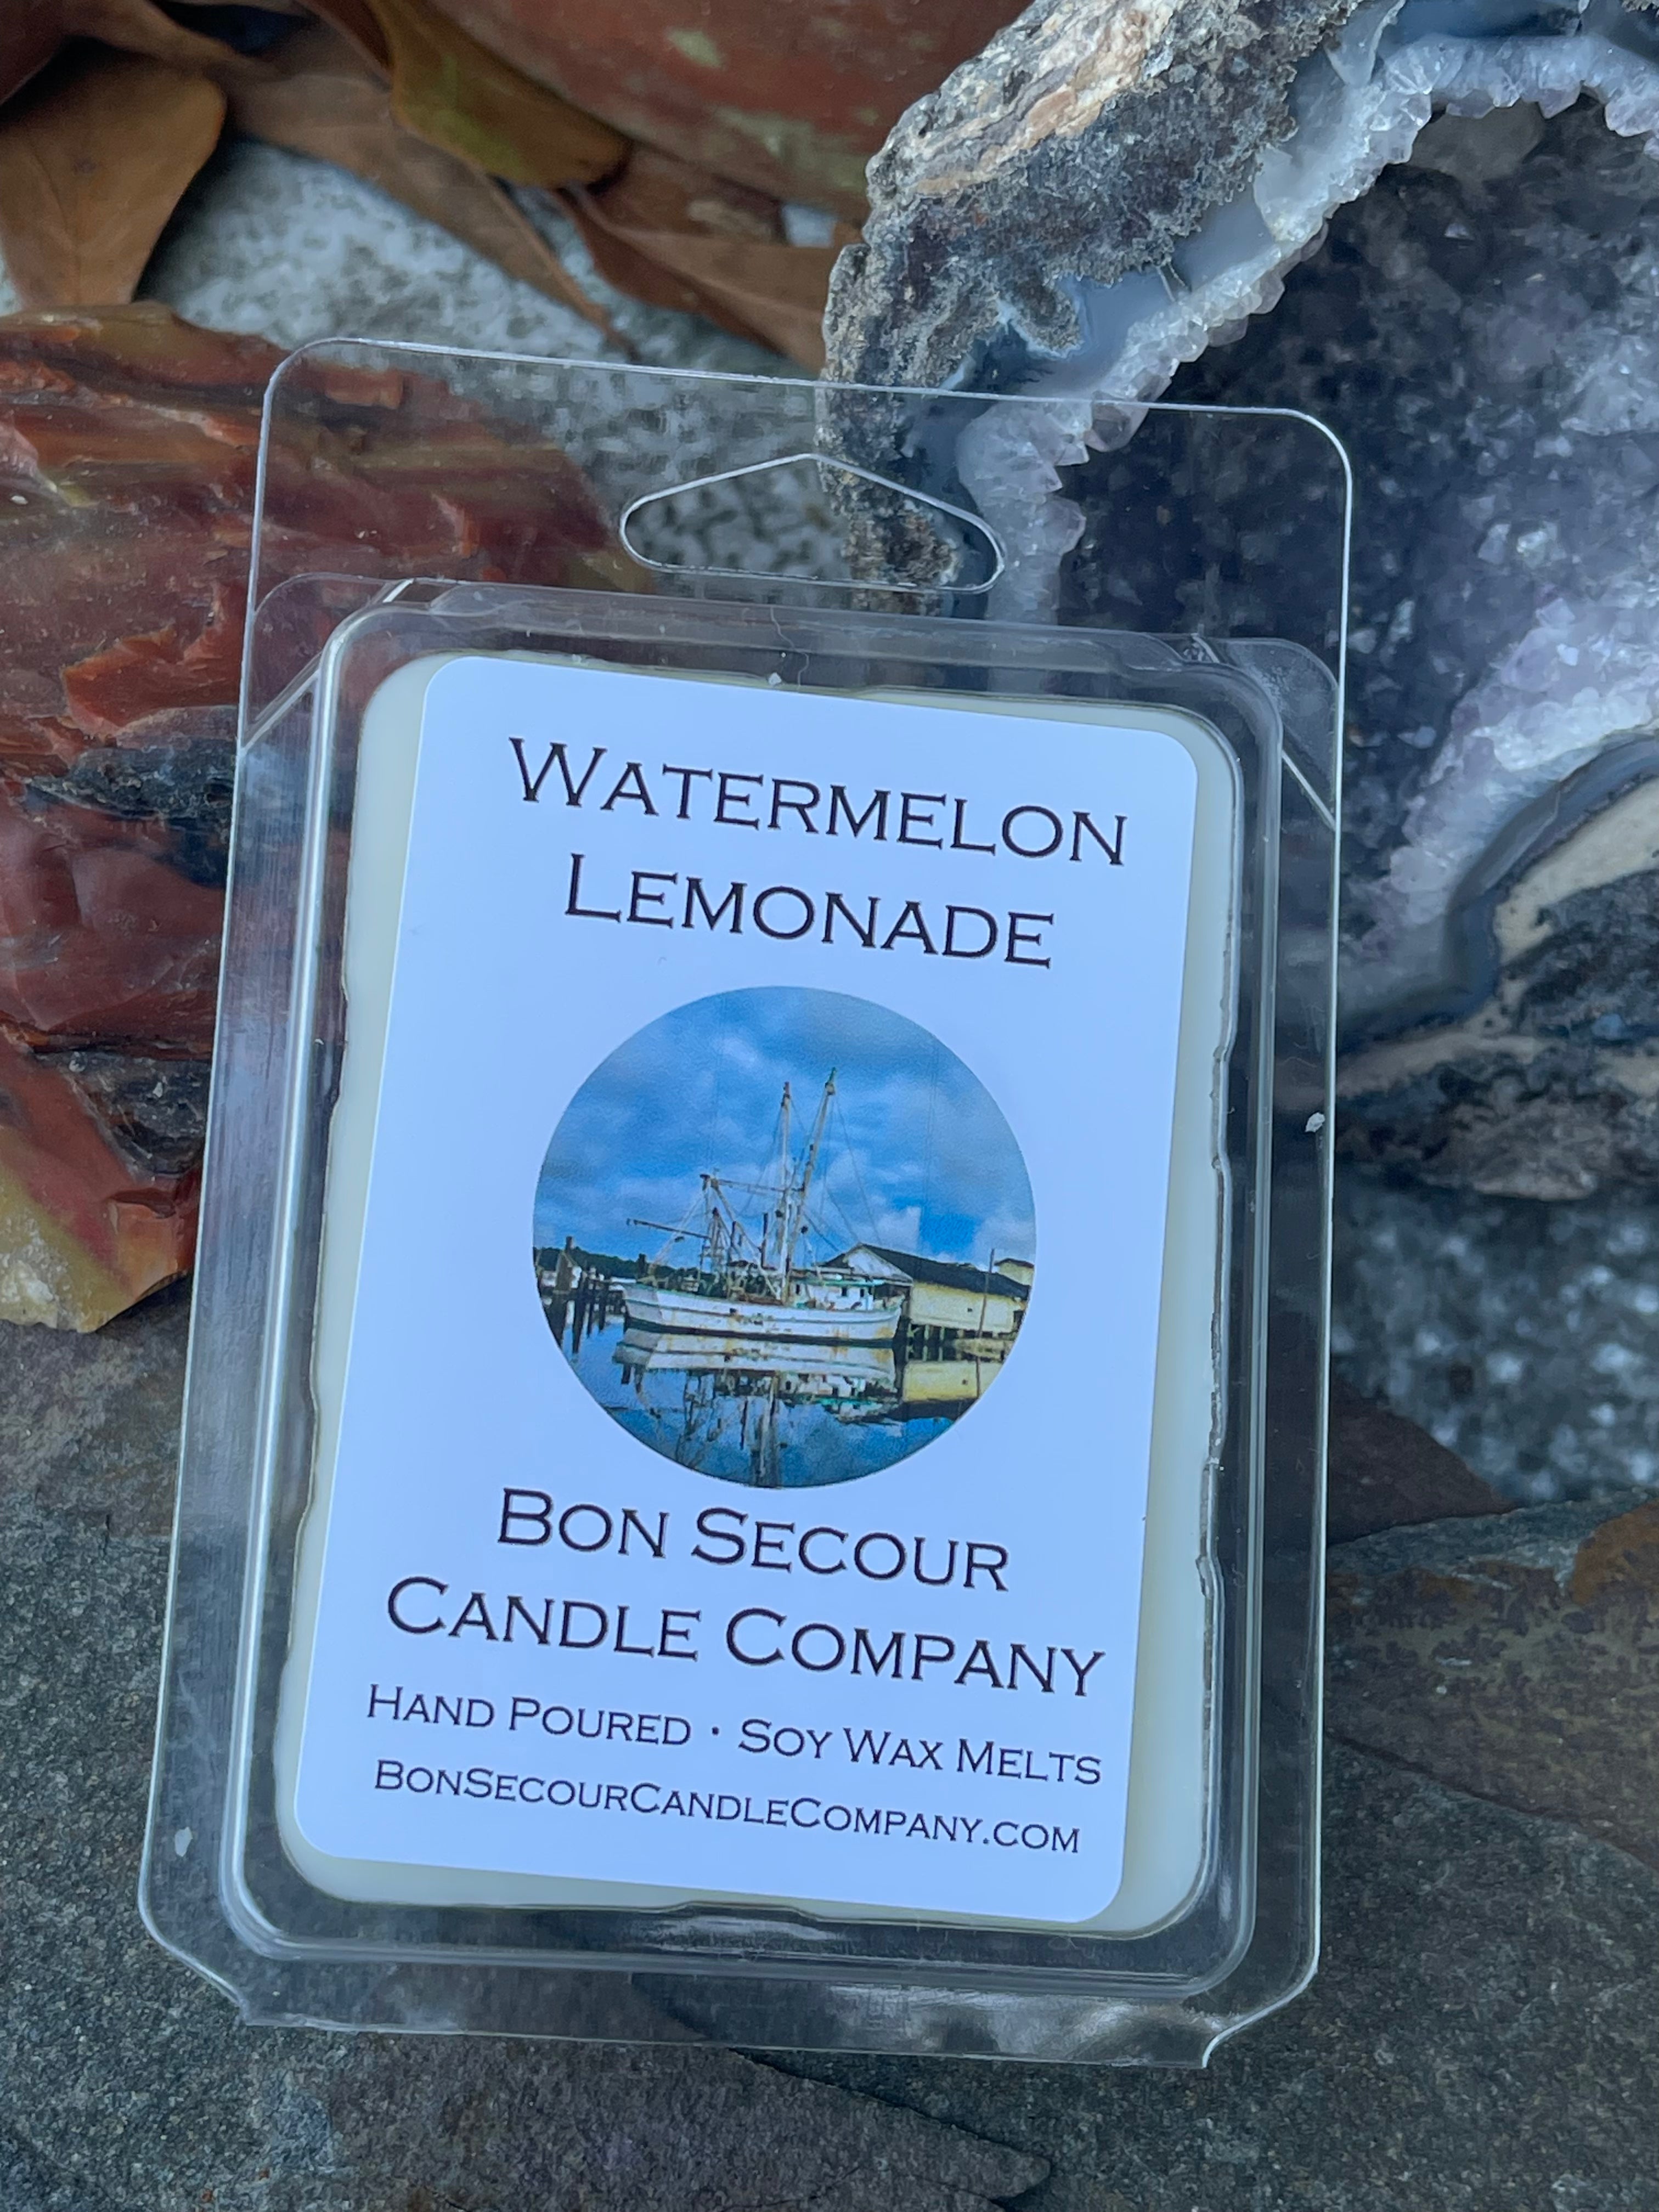 Watermelon
Lemonade
Bon Secour
Candle Company
Hand Poured · Soy Wax Melts
BonSecourCandleCompany.com